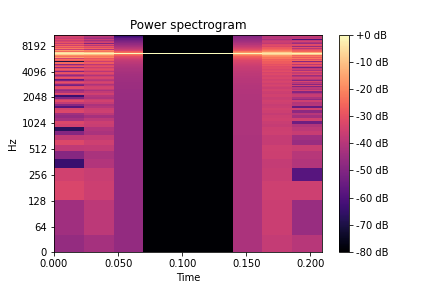 Power spectrogram
Hz
8192
4096
2048
1024
512
256
128
64
0
0.000 0.050 0.100 0.150 0.200
Time
+0 dB
-10 dB
-20 dB
-30 dB
-40 dB
-50 dB
-60 dB
-70 dB
-80 dB